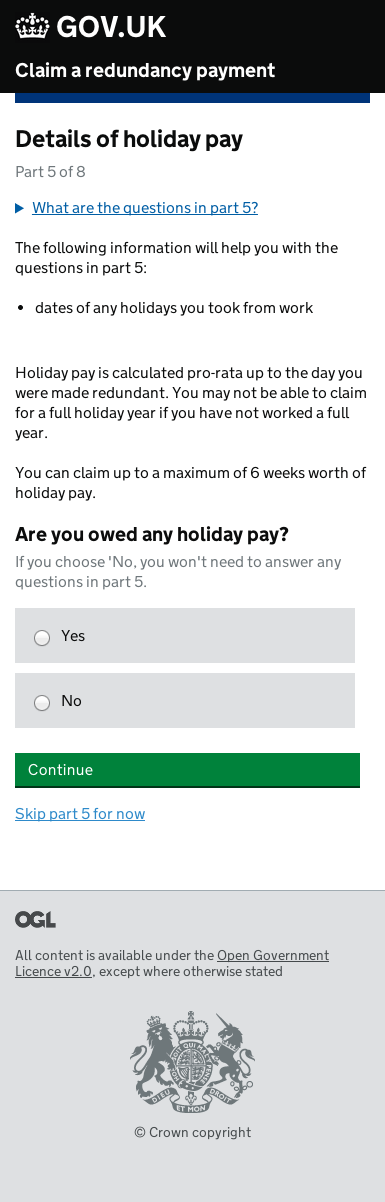 GOV.UK
Claim a redundancy payment
Details of holiday pay
Part 5 of 8
What are the questions in part 5?
The following information will help you with the
questions in part 5:
• dates of any holidays you took from work
Holiday pay is calculated pro-rata up to the day you
were made redundant. You may not be able to claim
for a full holiday year if you have not worked a full
year.
You can claim up to a maximum of 6 weeks worth of
holiday pay.
Are you owed any holiday pay?
If you choose 'No, you won't need to answer any
questions in part 5.
Yes
No
Continue
Skip part 5 for now
OGL
All content is available under the Open Government
Licence v2.0, except where otherwise stated
DIEU ET MON DROIT
© Crown copyright